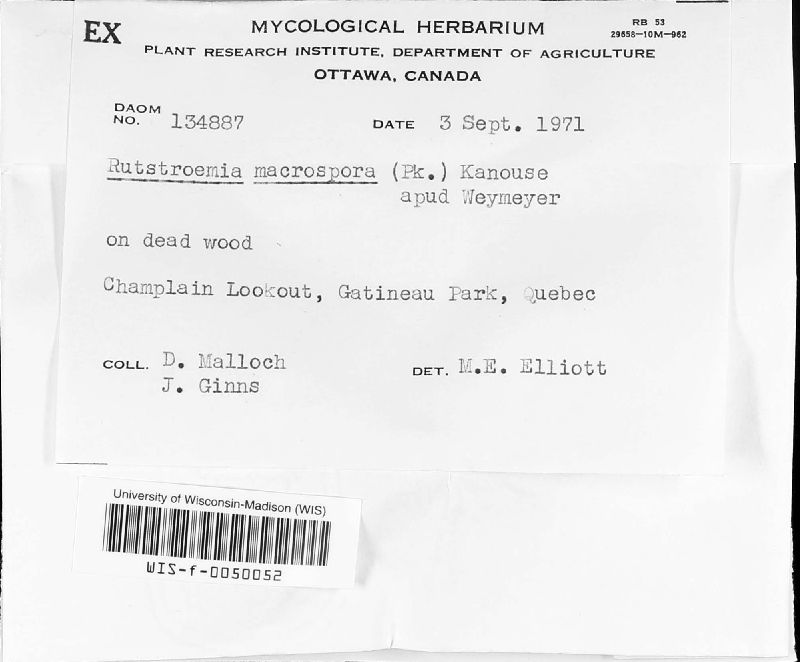 EX
MYCOLOGICAL HERBARIUM
RB 53
29658—10M—962
PLANT RESEARCH INSTITUTE, DEPARTMENT OF AGRICULTURE
OTTAWA, CANADA
DAOM NO. 134887 DATE 3 Sept. 1971
Rutstroemia macrospora (Pk.) Kanouse
apud Weymeyer
on dead wood
Champlain Lookout, Gatineau Park, Quebec
COLL. D. Malloch DET. M.E. Elliott
J. Ginns
University of Wisconsin-Madison (WIS)
WIS-f-0050052